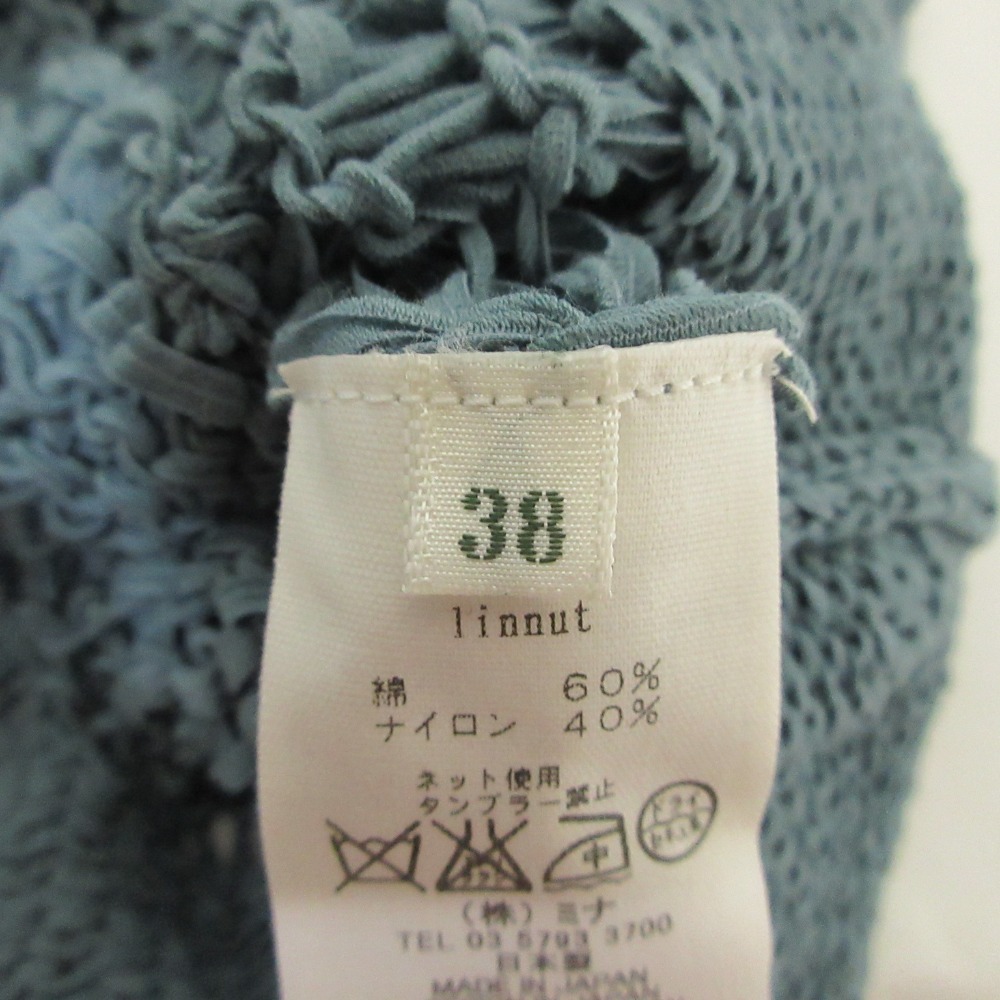 38
linnut
綿 60%
ナイロン 40%
ネット使用
タンブラー禁止
中
ドライ
(株)ミナ
TEL 03 5793 3700
日本製
MADE IN JAPAN